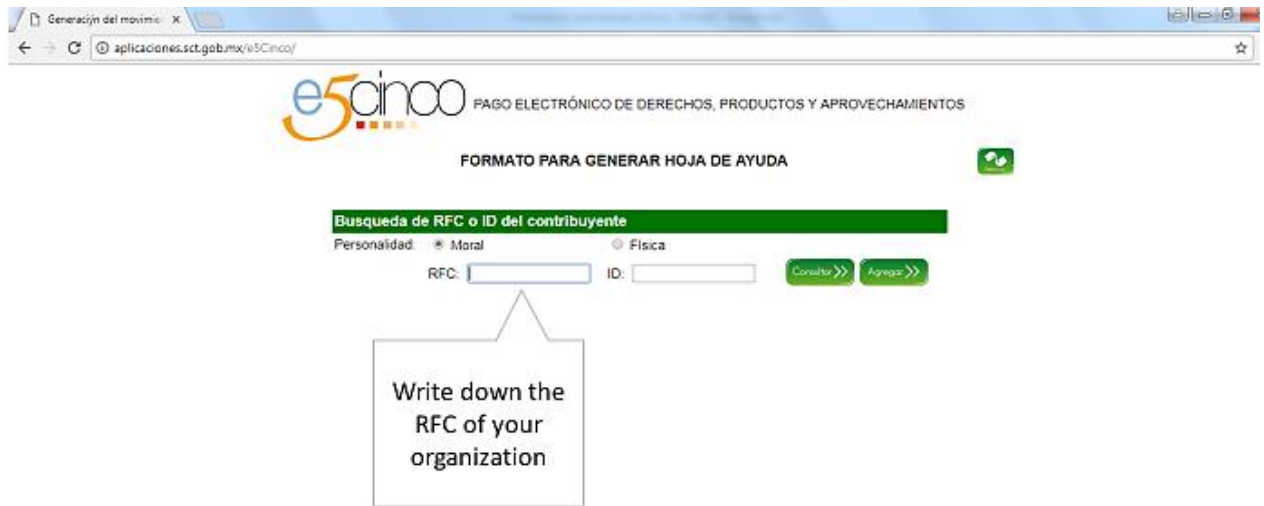 Generaciýn del movimie
aplicaciones.sct.gob.mx/e5Cinco/
e5cinco PAGO ELECTRÓNICO DE DERECHOS, PRODUCTOS Y APROVECHAMIENTOS
FORMATO PARA GENERAR HOJA DE AYUDA
Busqueda de RFC o ID del contribuyente
Personalidad: Moral Física
RFC: ID: Consultar Agregar
Write down the
RFC of your
organization